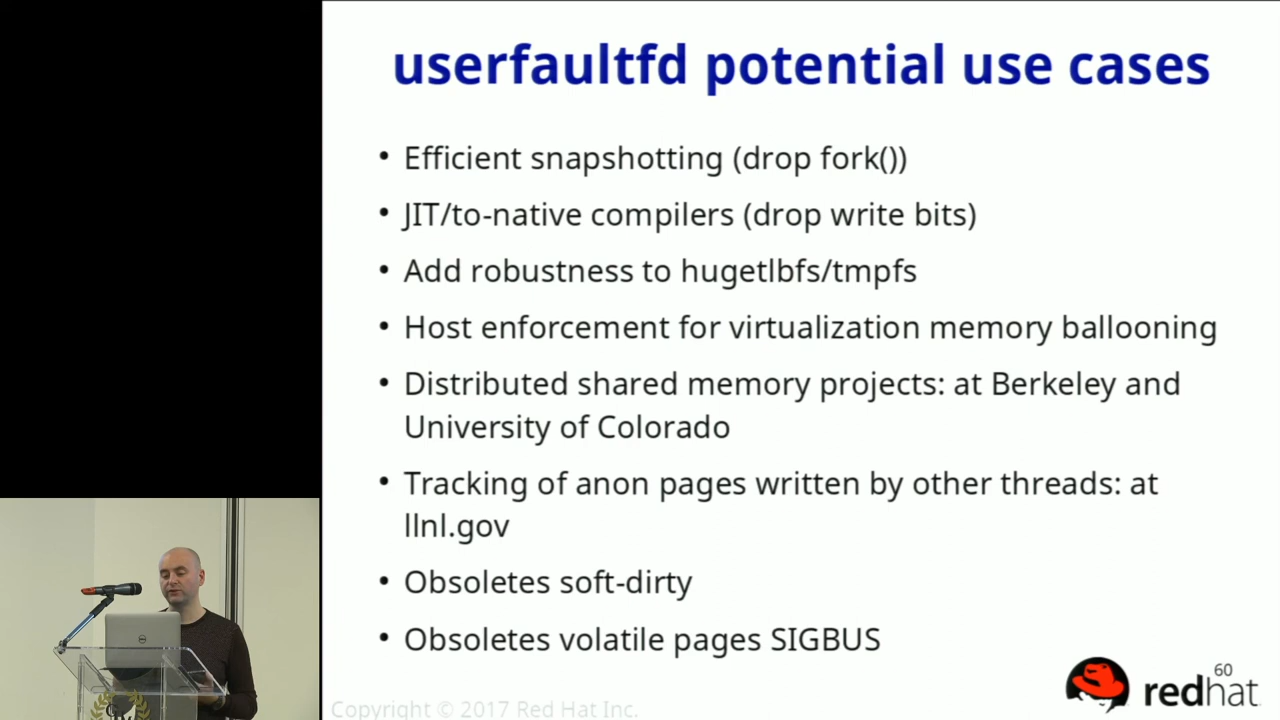 userfaultfd potential use cases
• Efficient snapshotting (drop fork())
• JIT/to-native compilers (drop write bits)
• Add robustness to hugetlbfs/tmpfs
• Host enforcement for virtualization memory ballooning
• Distributed shared memory projects: at Berkeley and
University of Colorado
• Tracking of anon pages written by other threads: at
llnl.gov
• Obsoletes soft-dirty
• Obsoletes volatile pages SIGBUS
60
redhat.
Copyright © 2017 Red Hat Inc.